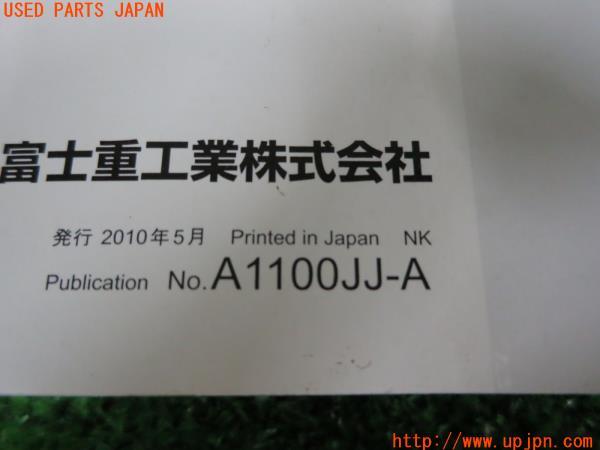 USED PARTS JAPAN
富士重工業株式会社
発行 2010年5月 Printed in Japan NK
Publication No. A1100JJ-A
http://www.upjpn.com/